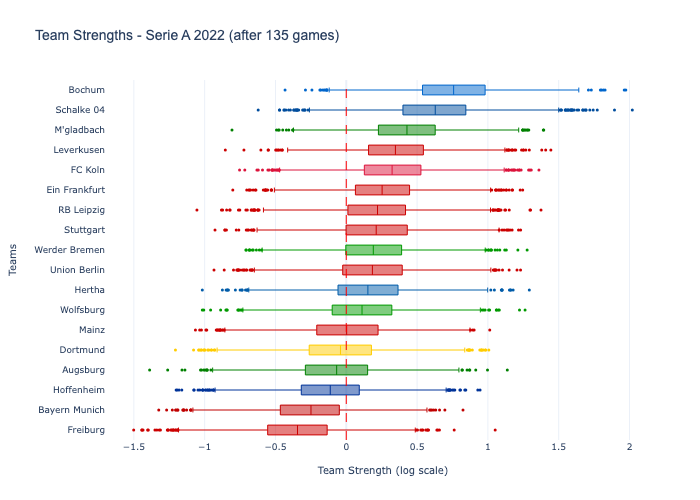 Team Strengths - Serie A 2022 (after 135 games)
Teams
Bochum
Schalke 04
M'gladbach
Leverkusen
FC Koln
Ein Frankfurt
RB Leipzig
Stuttgart
Werder Bremen
Union Berlin
Hertha
Wolfsburg
Mainz
Dortmund
Augsburg
Hoffenheim
Bayern Munich
Freiburg
−1.5 −1 −0.5 0 0.5 1 1.5 2
Team Strength (log scale)